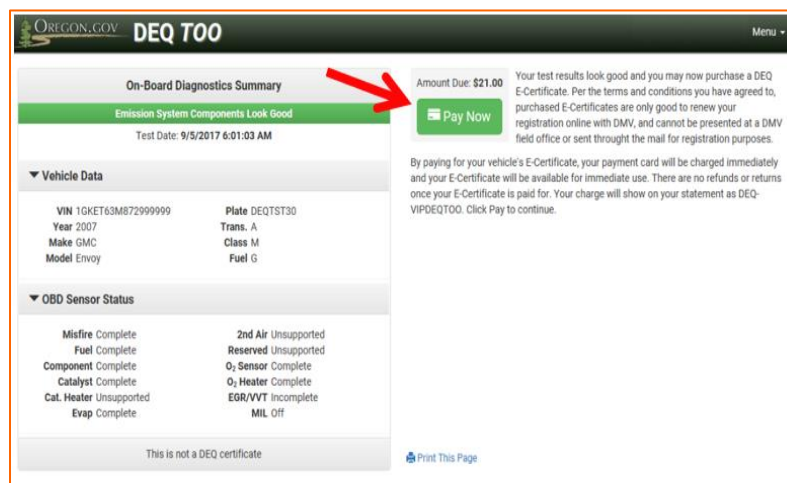 OREGON.GOV DEQ TOO
Menu
On-Board Diagnostics Summary
Emission System Components Look Good
Test Date: 9/5/2017 6:01:03 AM
Vehicle Data
VIN 1GKET63M872999999 Plate DEQTST30
Year 2007 Trans. A
Make GMC Class M
Model Envoy Fuel G
OBD Sensor Status
Misfire Complete 2nd Air Unsupported
Fuel Complete Reserved Unsupported
Component Complete O₂ Sensor Complete
Catalyst Complete O₂ Heater Complete
Cat. Heater Unsupported EGR/VVT Incomplete
Evap Complete MIL Off
This is not a DEQ certificate
Amount Due: $21.00
Pay Now
Your test results look good and you may now purchase a DEQ
E-Certificate. Per the terms and conditions you have agreed to,
purchased E-Certificates are only good to renew your
registration online with DMV, and cannot be presented at a DMV
field office or sent throught the mail for registration purposes.
By paying for your vehicle's E-Certificate, your payment card will be charged immediately
and your E-Certificate will be available for immediate use. There are no refunds or returns
once your E-Certificate is paid for. Your charge will show on your statement as DEQ-
VIPDEQTOO. Click Pay to continue.
Print This Page